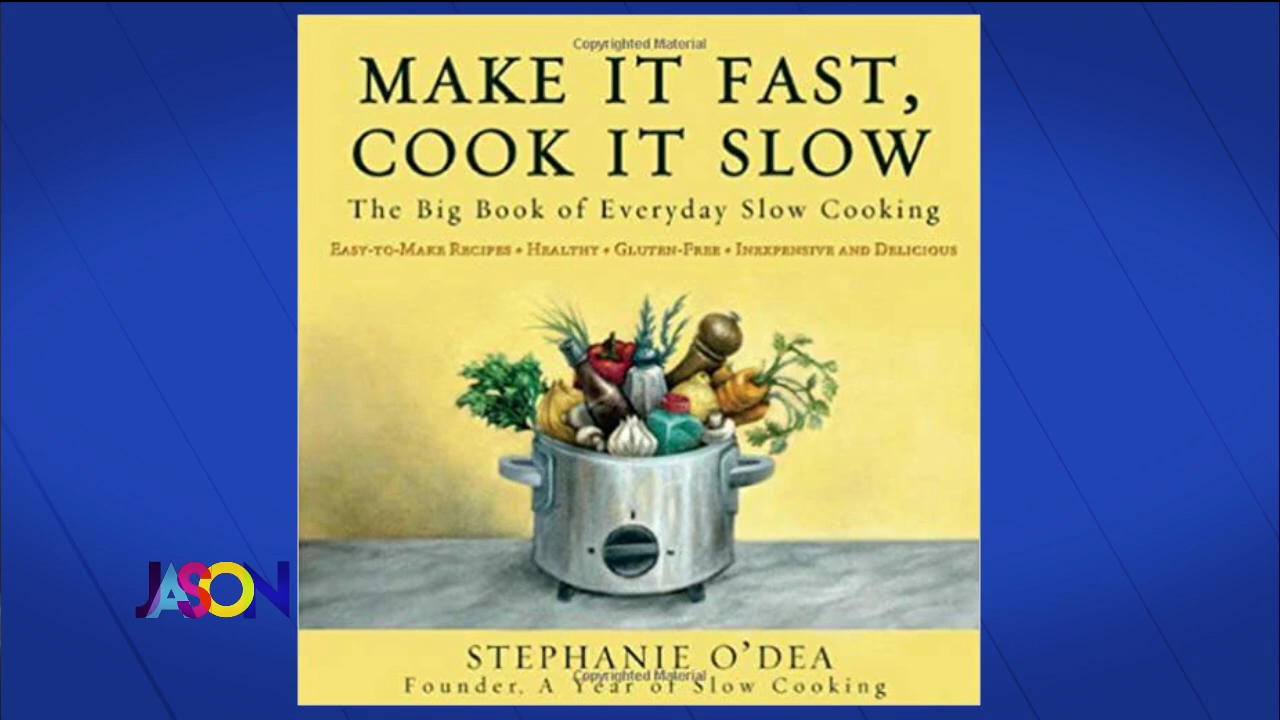 Copyrighted Material
MAKE IT FAST,
COOK IT SLOW
The Big Book of Everyday Slow Cooking
EASY-TO-MAKE RECIPES • HEALTHY • GLUTEN-FREE • INEXPENSIVE AND DELICIOUS
JASON
STEPHANIE O'DEA
Copyrighted Material
Founder, A Year of Slow Cooking